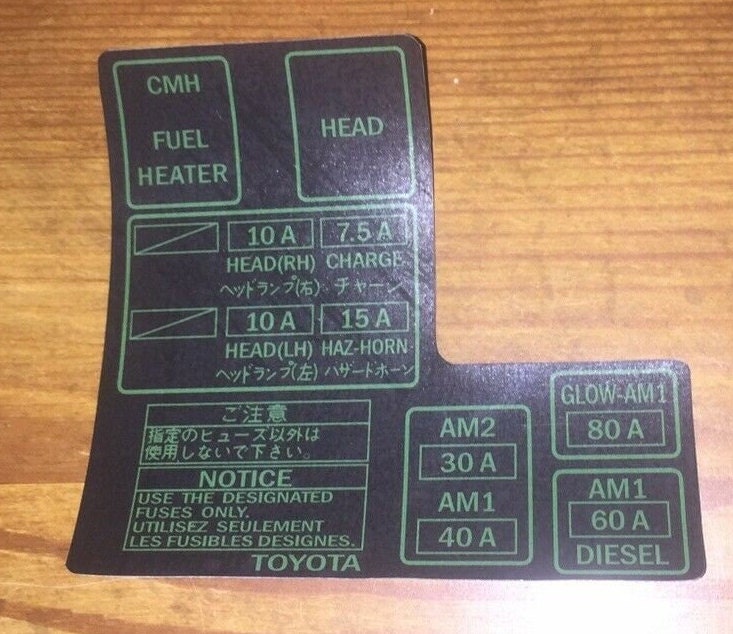 CMH
FUEL
HEATER
HEAD
10 A 7.5 A
HEAD(RH) CHARGE
ヘッドランプ(右) チャージ
10 A 15 A
HEAD(LH) HAZ-HORN
ヘッドランプ(左) ハザードホーン
ご注意
指定のヒューズ以外は
使用しないで下さい。
NOTICE
USE THE DESIGNATED
FUSES ONLY.
UTILISEZ SEULEMENT
LES FUSIBLES DESIGNES.
TOYOTA
AM2
30 A
AM1
40 A
GLOW-AM1
80 A
AM1
60 A
DIESEL